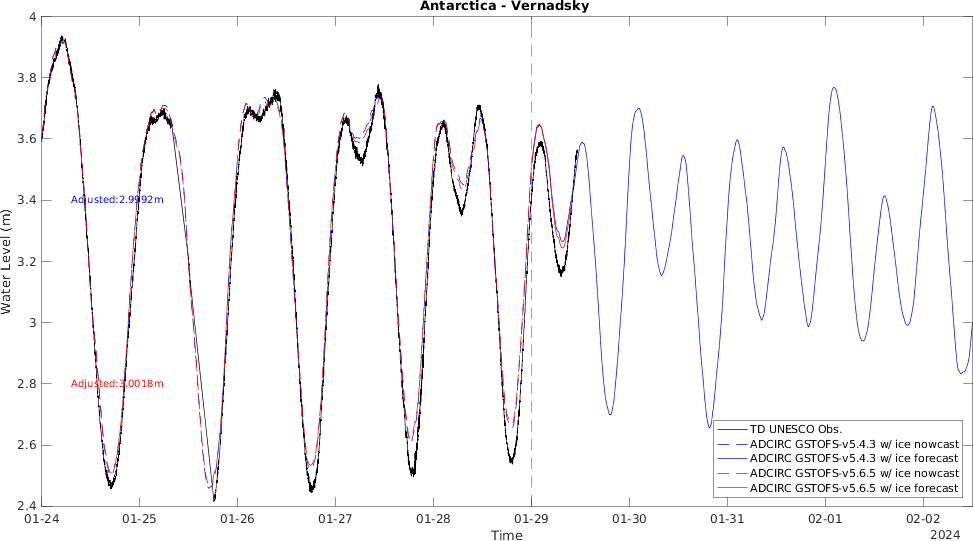 Antarctica - Vernadsky
4
3.8
3.6
3.4
3.2
3
2.8
2.6
2.4
Water Level (m)
Adjusted:2.9992m
Adjusted:3.0018m
TD UNESCO Obs.
ADCIRC GSTOFS-v5.4.3 w/ ice nowcast
ADCIRC GSTOFS-v5.4.3 w/ ice forecast
ADCIRC GSTOFS-v5.6.5 w/ ice nowcast
ADCIRC GSTOFS-v5.6.5 w/ ice forecast
01-24 01-25 01-26 01-27 01-28 01-29 01-30 01-31 02-01 02-02
Time
2024